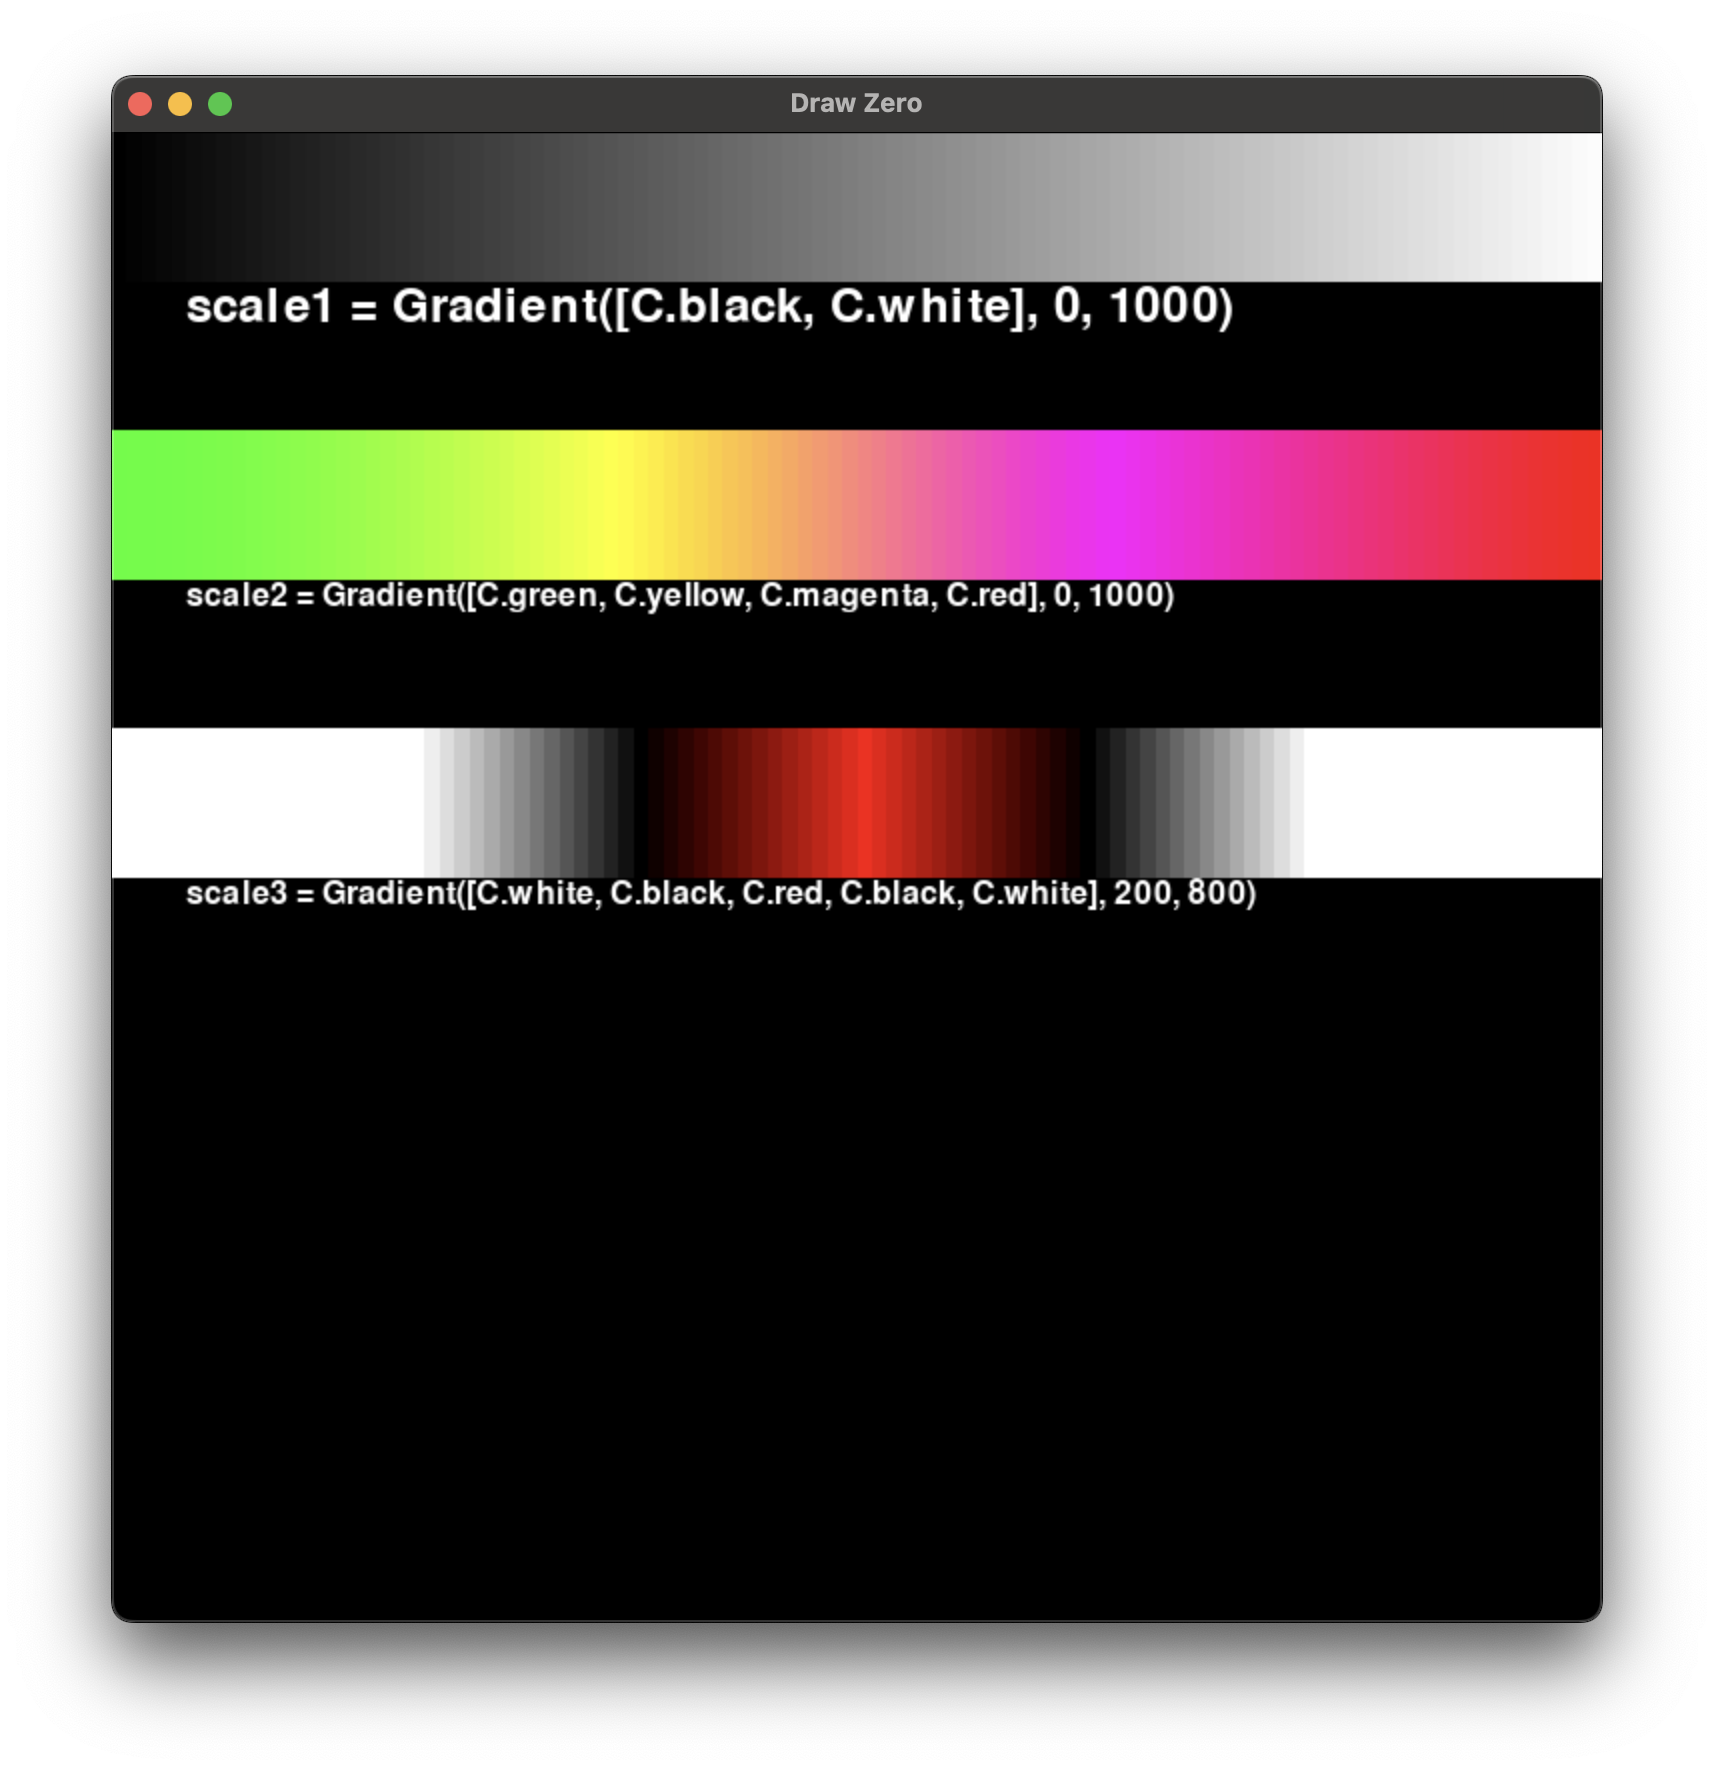 Draw Zero
scale1 = Gradient([C.black, C.white], 0, 1000)
scale2 = Gradient([C.green, C.yellow, C.magenta, C.red], 0, 1000)
scale3 = Gradient([C.white, C.black, C.red, C.black, C.white], 200, 800)